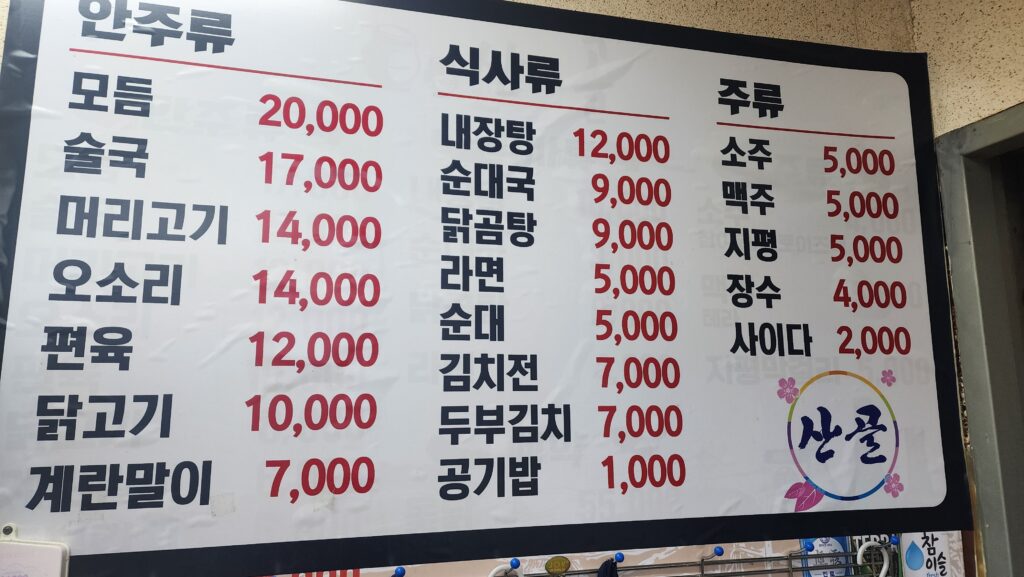 안주류
모듬 20,000
술국 17,000
머리고기 14,000
오소리 14,000
편육 12,000
닭고기 10,000
계란말이 7,000
식사류
내장탕 12,000
순대국 9,000
닭곰탕 9,000
라면 5,000
순대 5,000
김치전 7,000
두부김치 7,000
공기밥 1,000
주류
소주 5,000
맥주 5,000
지평 5,000
장수 4,000
사이다 2,000
산골
참
이슬